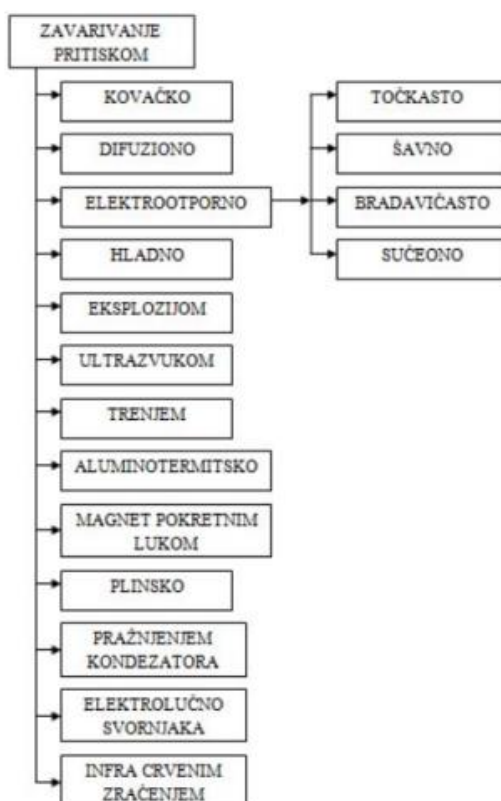 ZAVARIVANJE
PRITISKOM
KOVAČKO
DIFUZIONO
ELEKTROOTPORNO
HLADNO
EKSPLOZIJOM
ULTRAZVUKOM
TRENJEM
ALUMINOTERMITSKO
MAGNET POKRETNIM
LUKOM
PLINSKO
PRAŽNJENJEM
KONDEZATORA
ELEKTROLUČNO
SVORNJAKA
INFRA CRVENIM
ZRAČENJEM
TOČKASTO
ŠAVNO
BRADAVIČASTO
SUČEONO